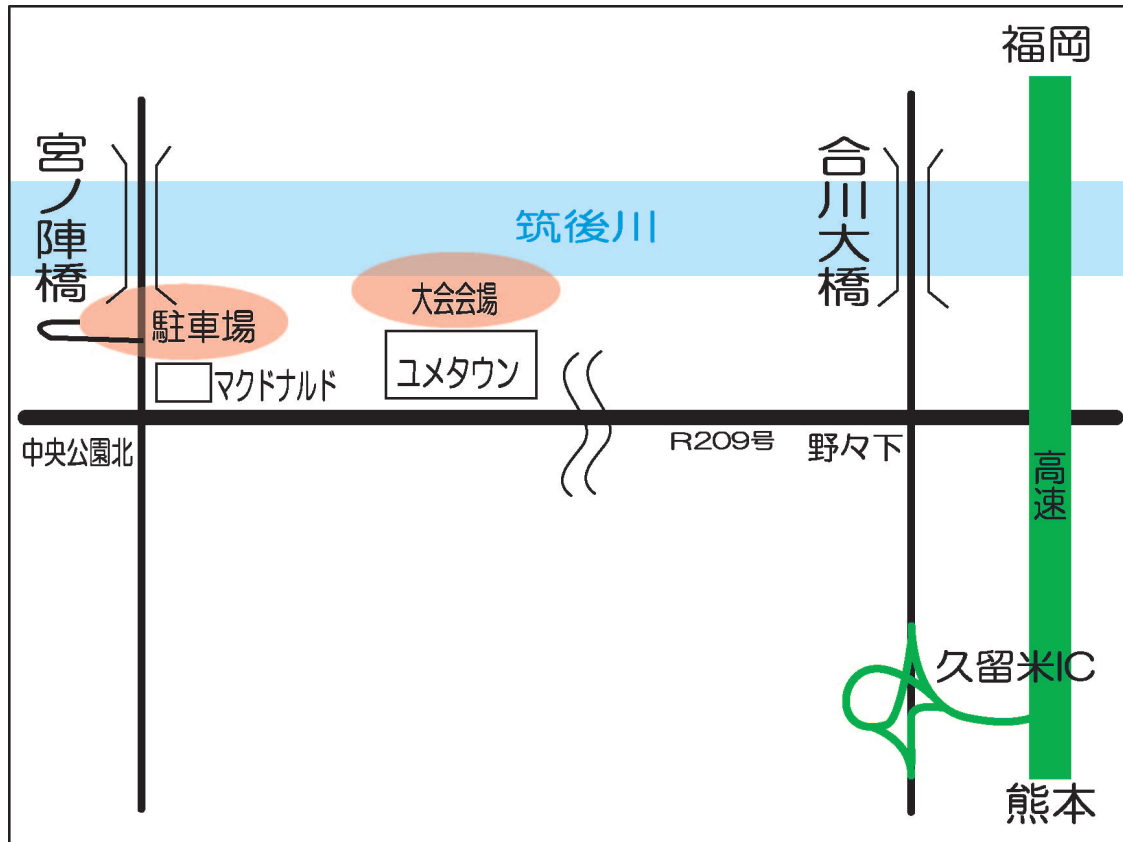 福岡
宮ノ陣橋
合川大橋
筑後川
大会会場
駐車場
ユメタウン
マクドナルド
中央公園北
R209号
野々下
高速
久留米IC
熊本